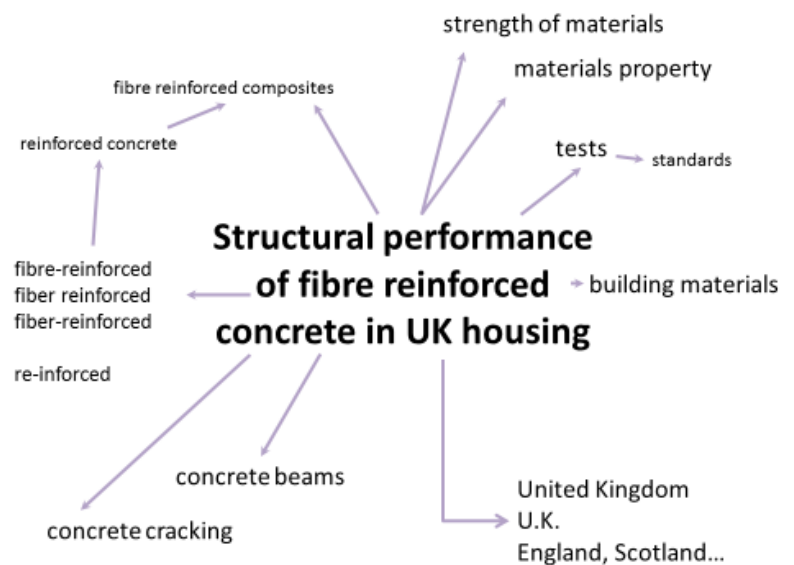 strength of materials
materials property
fibre reinforced composites
reinforced concrete
tests
standards
Structural performance
of fibre reinforced
concrete in UK housing
building materials
fibre-reinforced
fiber reinforced
fiber-reinforced
re-inforced
concrete beams
concrete cracking
United Kingdom
U.K.
England, Scotland…